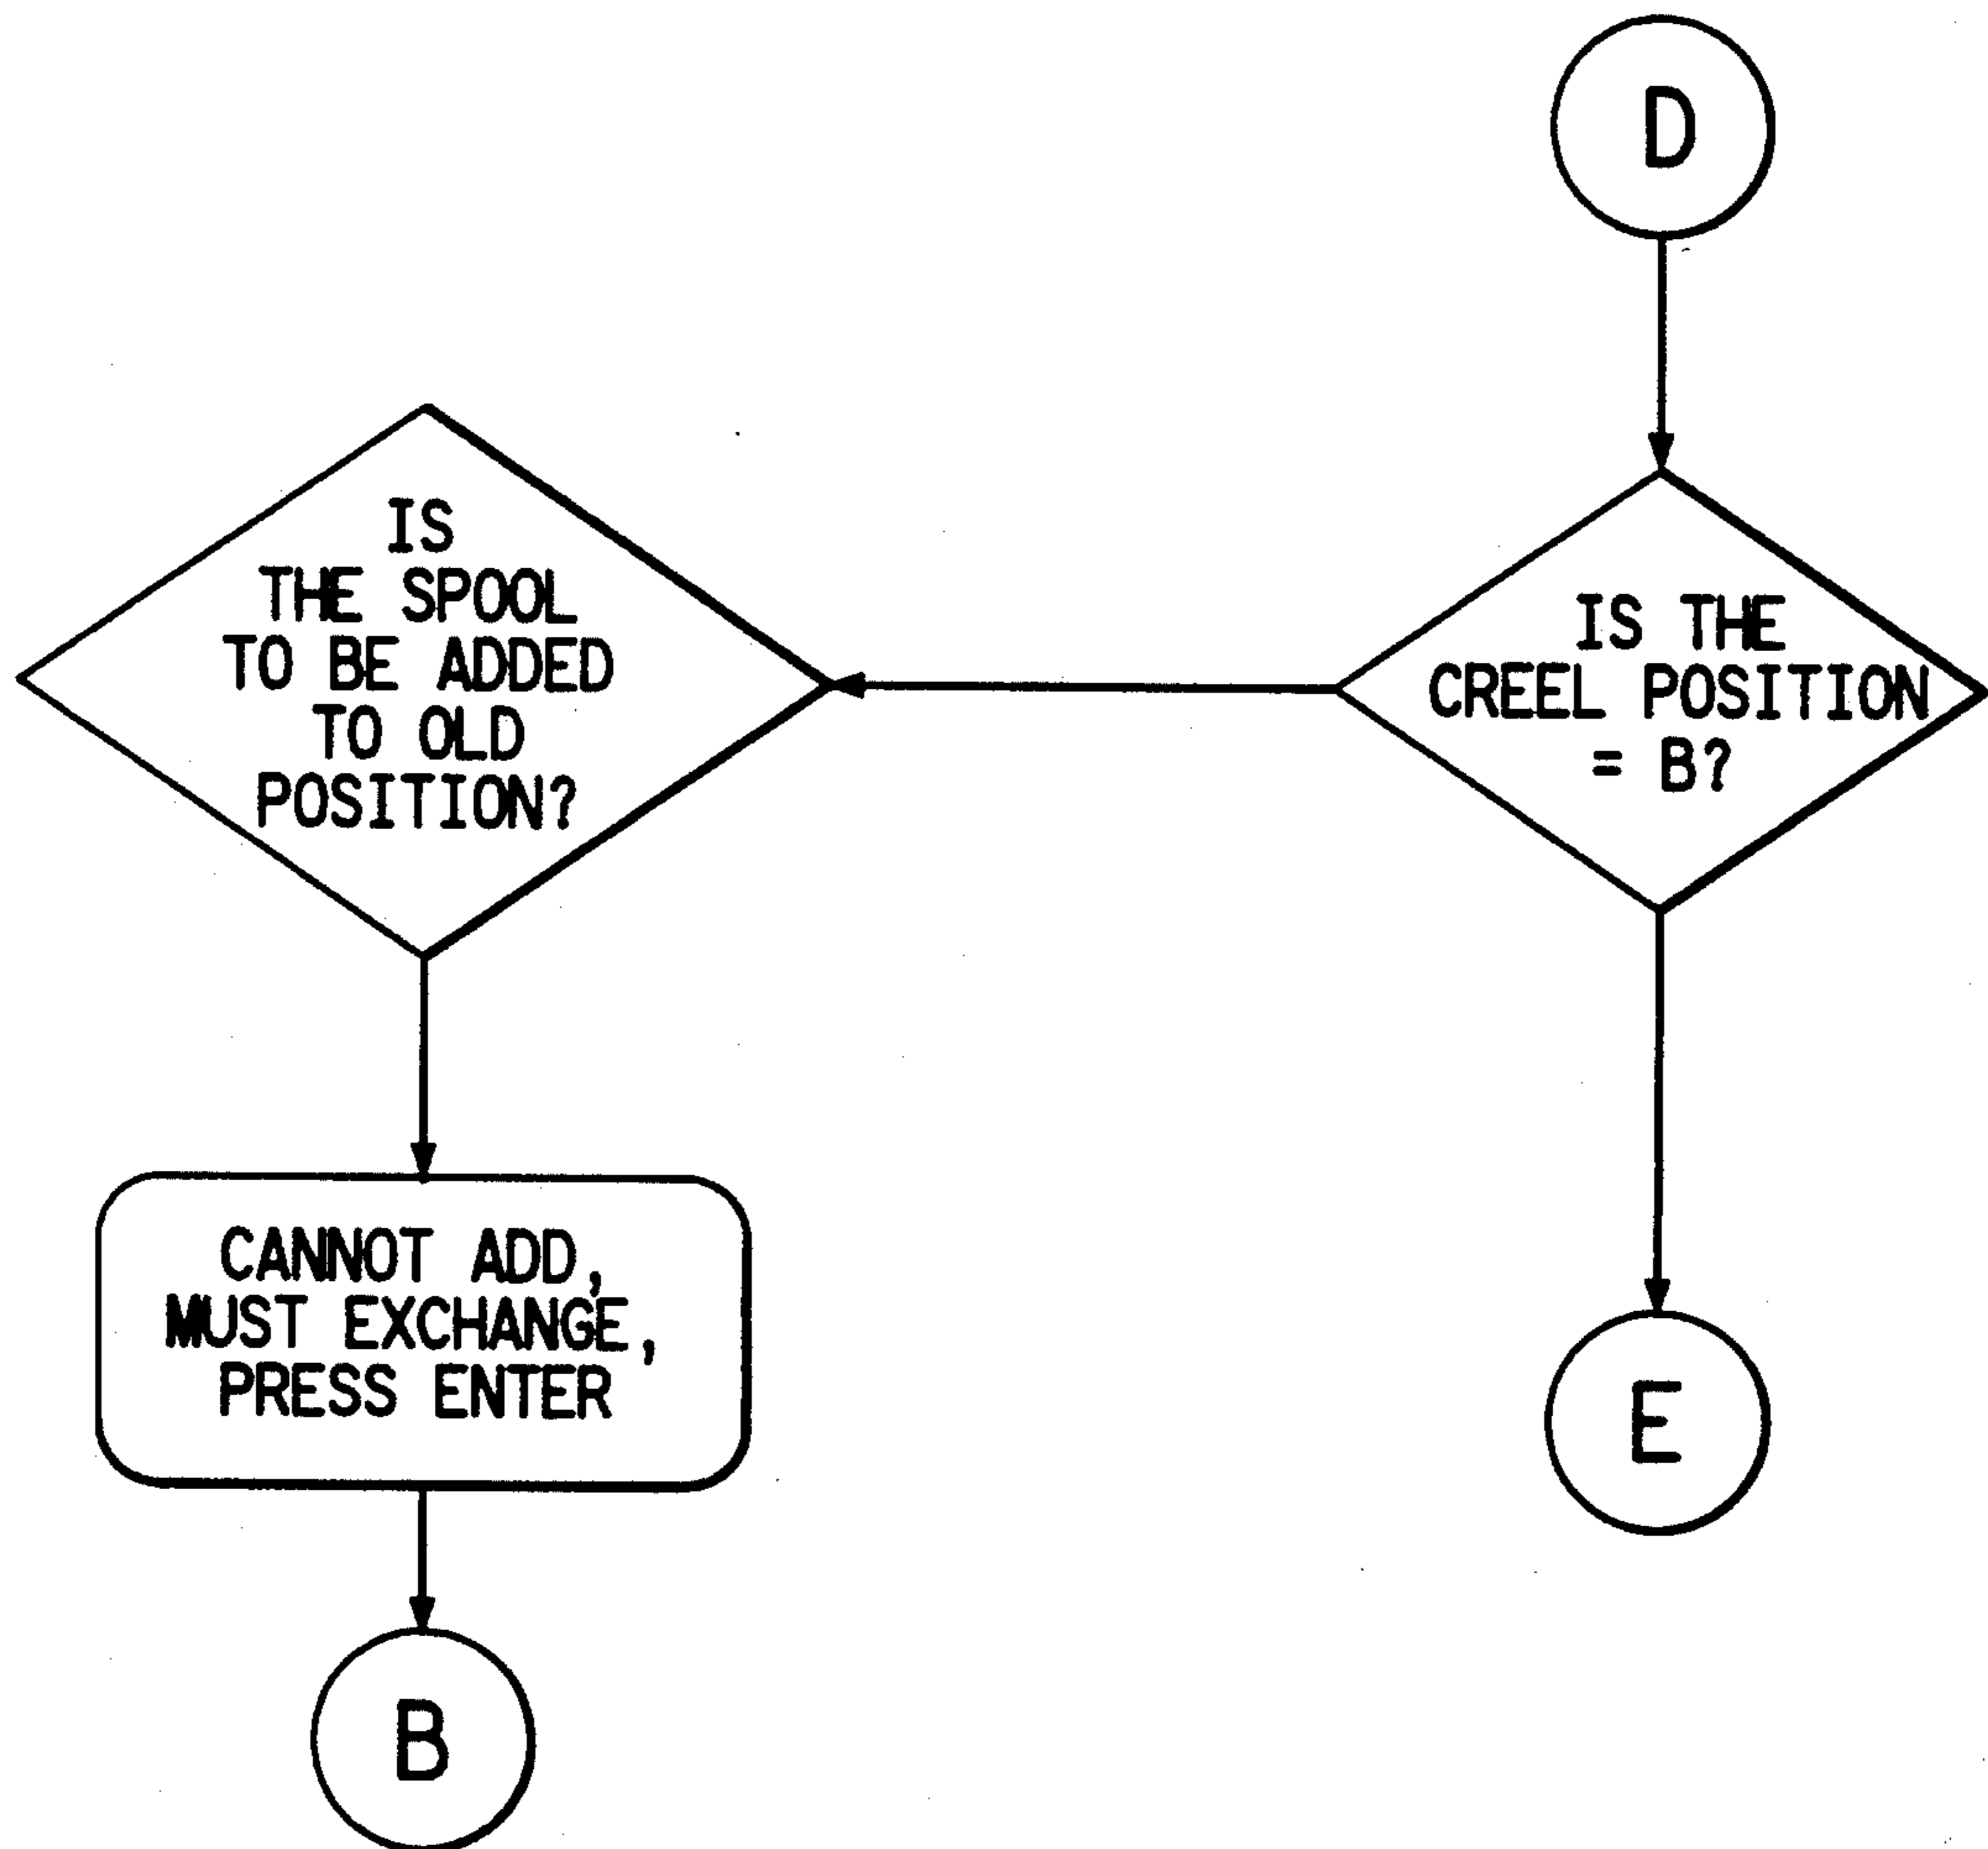 D
IS THE
CREEL POSITION
= B?
IS
THE SPOOL
TO BE ADDED
TO OLD
POSITION?
CANNOT ADD,
MUST EXCHANGE,
PRESS ENTER
E
B